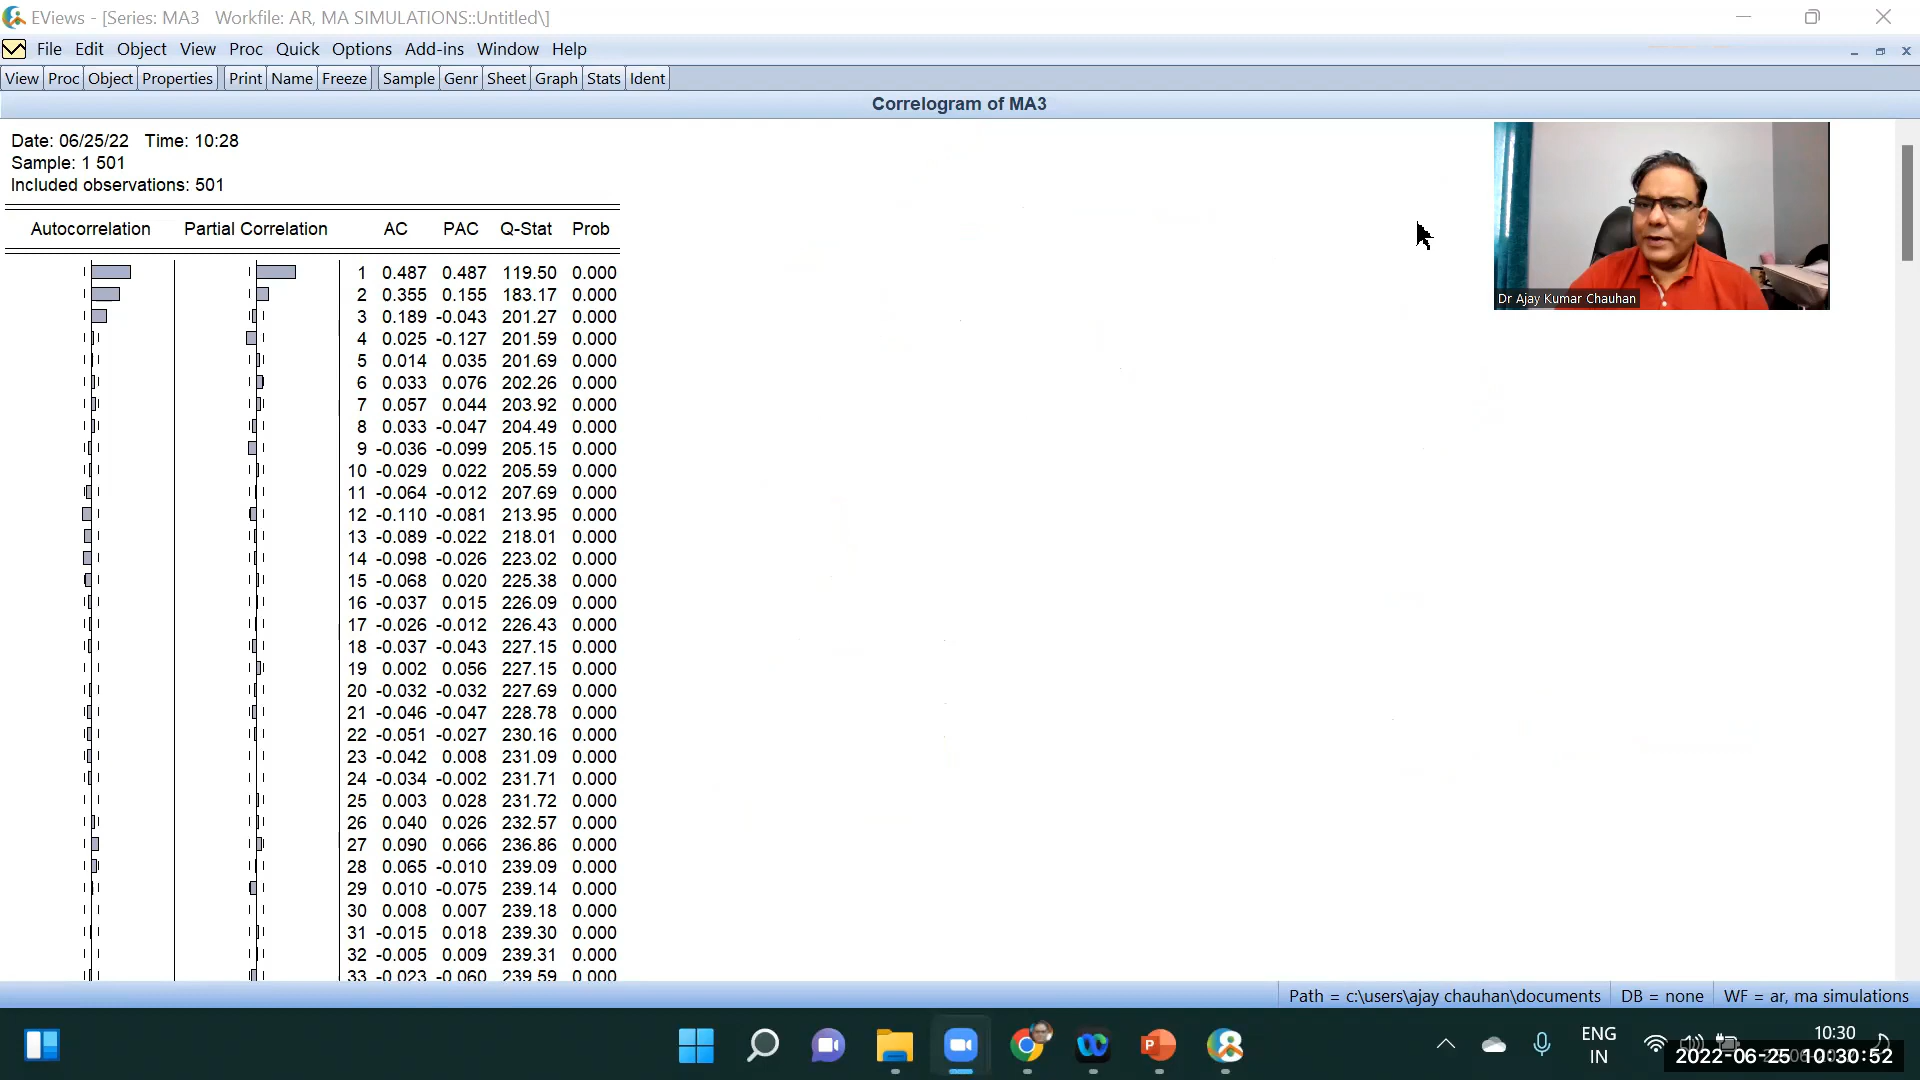 EViews - [Series: MA3   Workfile: AR, MA SIMULATIONS::Untitled\]
File Edit Object View Proc Quick Options Add-ins Window Help
View Proc Object Properties Print Name Freeze Sample Genr Sheet Graph Stats Ident
Correlogram of MA3
Date: 06/25/22   Time: 10:28
Sample: 1 501
Included observations: 501
Autocorrelation Partial Correlation AC PAC Q-Stat Prob
1 0.487 0.487 119.50 0.000
2 0.355 0.155 183.17 0.000
3 0.189 -0.043 201.27 0.000
4 0.025 -0.127 201.59 0.000
5 0.014 0.035 201.69 0.000
6 0.033 0.076 202.26 0.000
7 0.057 0.044 203.92 0.000
8 0.033 -0.047 204.49 0.000
9 -0.036 -0.099 205.15 0.000
10 -0.029 0.022 205.59 0.000
11 -0.064 -0.012 207.69 0.000
12 -0.110 -0.081 213.95 0.000
13 -0.089 -0.022 218.01 0.000
14 -0.098 -0.026 223.02 0.000
15 -0.068 0.020 225.38 0.000
16 -0.037 0.015 226.09 0.000
17 -0.026 -0.012 226.43 0.000
18 -0.037 -0.043 227.15 0.000
19 0.002 0.056 227.15 0.000
20 -0.032 -0.032 227.69 0.000
21 -0.046 -0.047 228.78 0.000
22 -0.051 -0.027 230.16 0.000
23 -0.042 0.008 231.09 0.000
24 -0.034 -0.002 231.71 0.000
25 0.003 0.028 231.72 0.000
26 0.040 0.026 232.57 0.000
27 0.090 0.066 236.86 0.000
28 0.065 -0.010 239.09 0.000
29 0.010 -0.075 239.14 0.000
30 0.008 0.007 239.18 0.000
31 -0.015 0.018 239.30 0.000
32 -0.005 0.009 239.31 0.000
33 -0.023 -0.060 239.59 0.000
Dr Ajay Kumar Chauhan
Path = c:\users\ajay chauhan\documents DB = none WF = ar, ma simulations
ENG
IN
10:30
2022-06-25 10:30:52